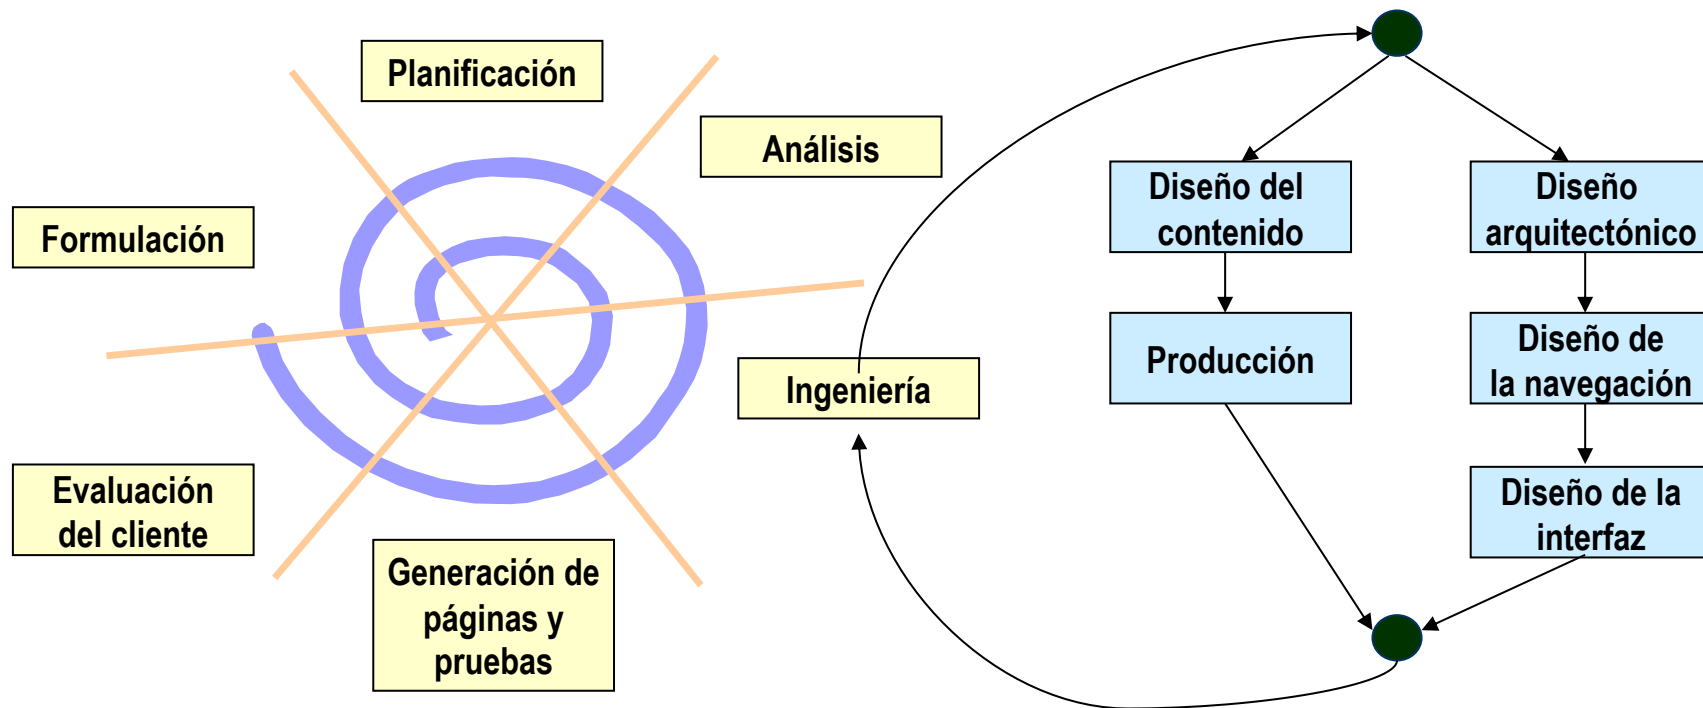 Planificación
Análisis
Formulación
Ingeniería
Evaluación
del cliente
Generación de
páginas y
pruebas
Diseño del
contenido
Producción
Diseño
arquitectónico
Diseño de
la navegación
Diseño de la
interfaz